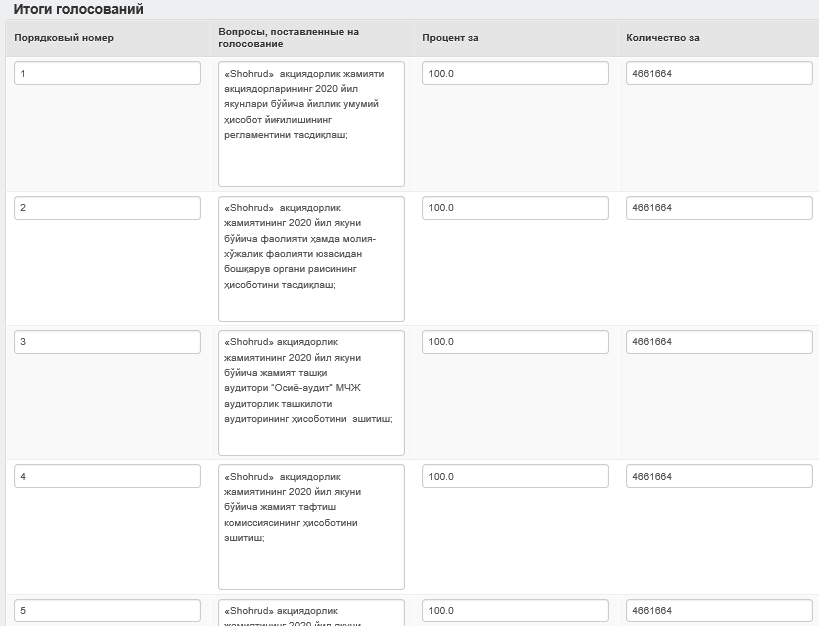 Итоги голосований
Порядковый номер
Вопросы, поставленные на
голосование
Процент за
Количество за
1
«Shohrud»  акциядорлик жамияти
акциядорларининг 2020 йил
якунлари бўйича йиллик умумий
ҳисобот йиғилишининг
регламентини тасдиқлаш;
100.0
4661664
2
«Shohrud»  акциядорлик
жамиятининг 2020 йил якуни
бўйича фаолияти ҳамда молия-
хўжалик фаолияти юзасидан
бошқарув органи раисининг
ҳисоботини тасдиқлаш;
100.0
4661664
3
«Shohrud» акциядорлик
жамиятининг 2020 йил якуни
бўйича жамият ташқи
аудитори "Осиё-аудит" МЧЖ
аудиторлик ташкилоти
аудиторининг ҳисоботини  эшитиш;
100.0
4661664
4
«Shohrud»  акциядорлик
жамиятининг 2020 йил якуни
бўйича жамият тафтиш
комиссиясининг ҳисоботини
эшитиш;
100.0
4661664
5
«Shohrud» акциядорлик
жамиятининг 2020 йил якуни
100.0
4661664